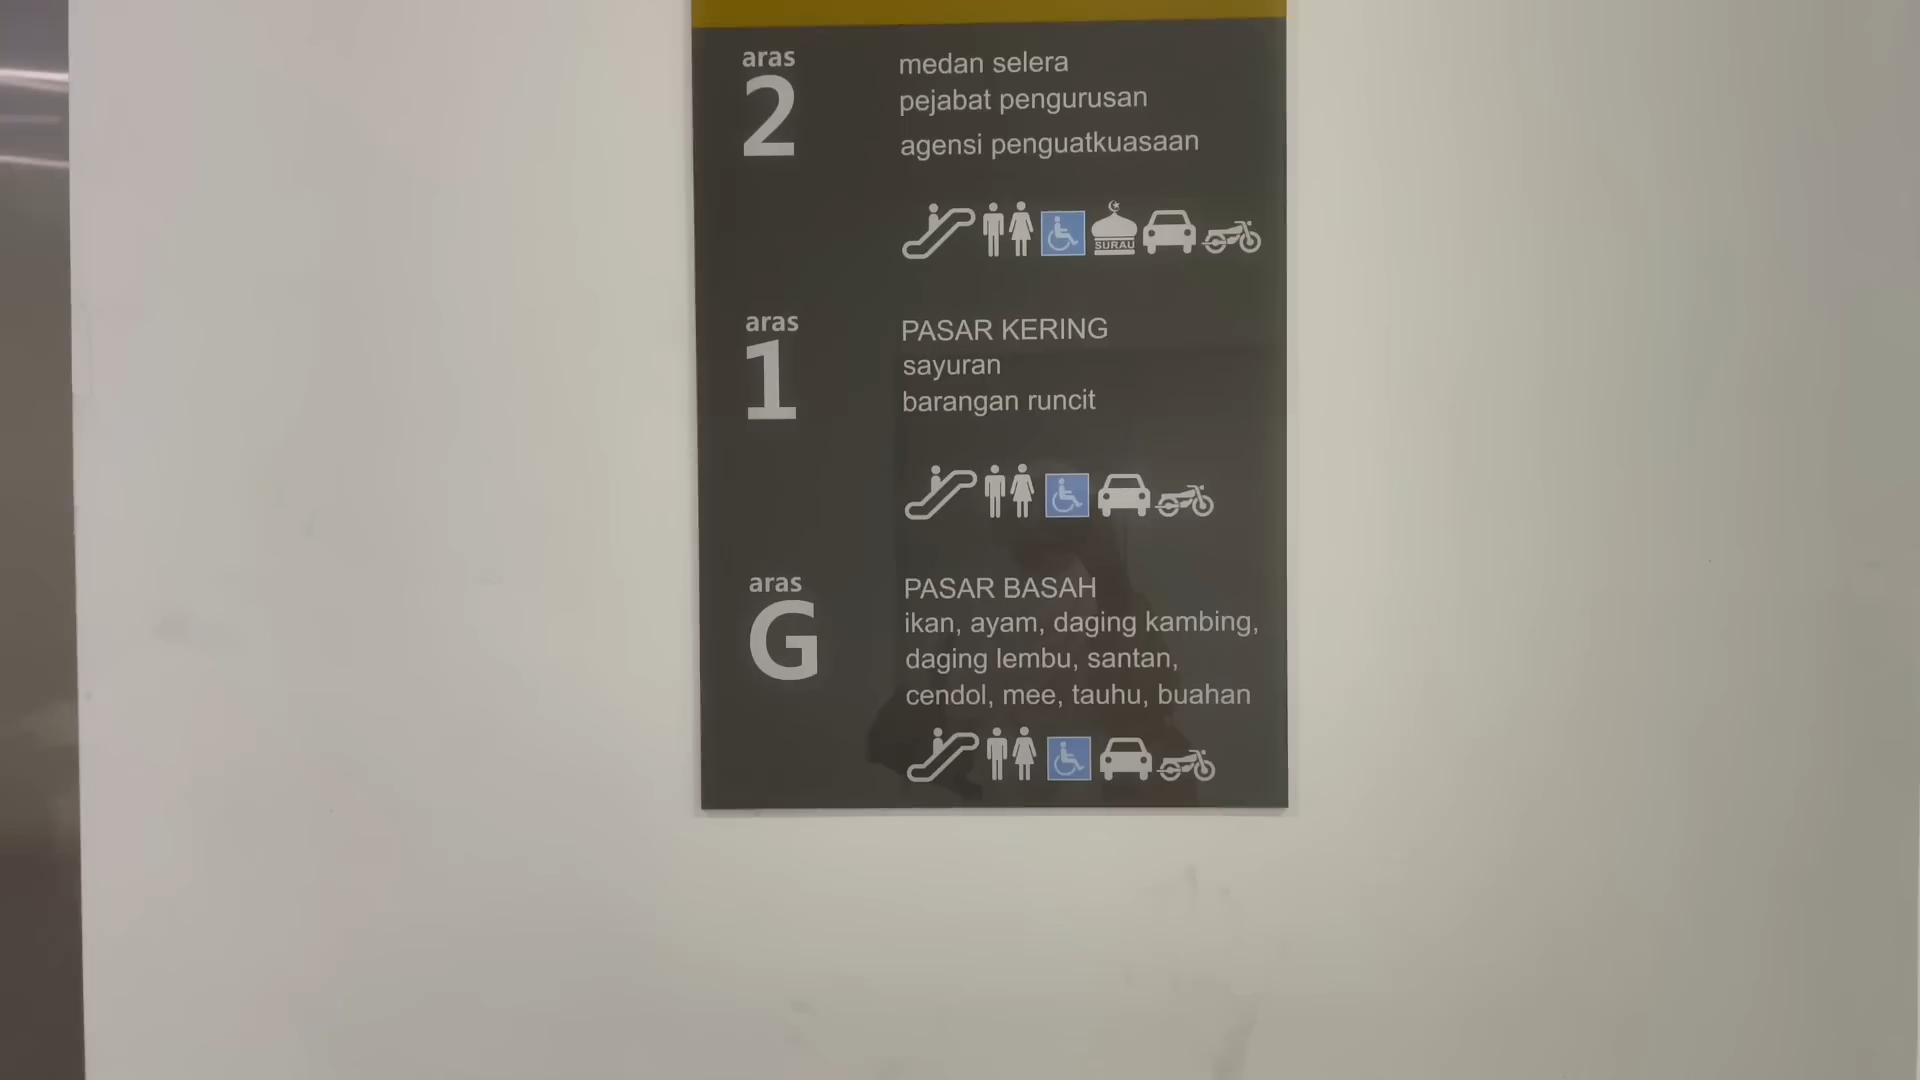 aras
2
medan selera
pejabat pengurusan
agensi penguatkuasaan
SURAU
aras
1
PASAR KERING
sayuran
barangan runcit
aras
G
PASAR BASAH
ikan, ayam, daging kambing,
daging lembu, santan,
cendol, mee, tauhu, buahan